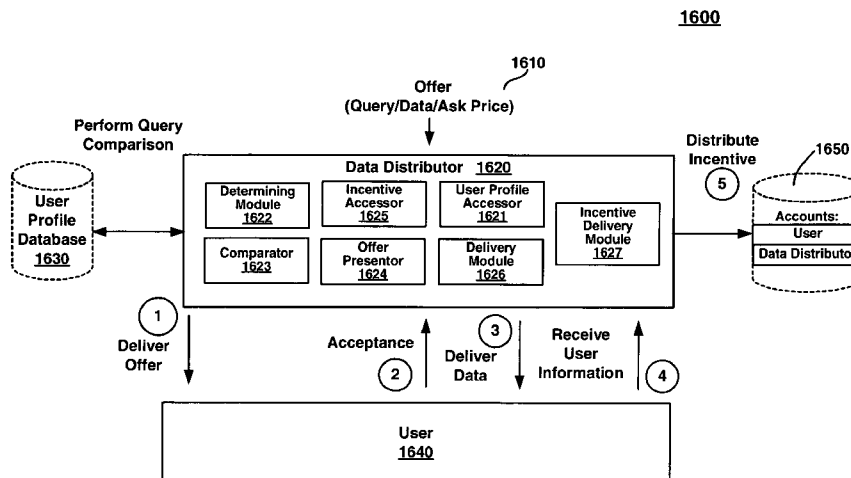 1600
1610
Offer
(Query/Data/Ask Price)
Perform Query
Comparison
Distribute
Incentive
5
1650
User
Profile
Database
1630
Data Distributor 1620
Determining
Module
1622
Incentive
Accessor
1625
User Profile
Accessor
1621
Incentive
Delivery
Module
1627
Comparator
1623
Offer
Presentor
1624
Delivery
Module
1626
Accounts:
User
Data Distributor
1
Deliver
Offer
Acceptance
2
3
Deliver
Data
Receive
User
Information
4
User
1640